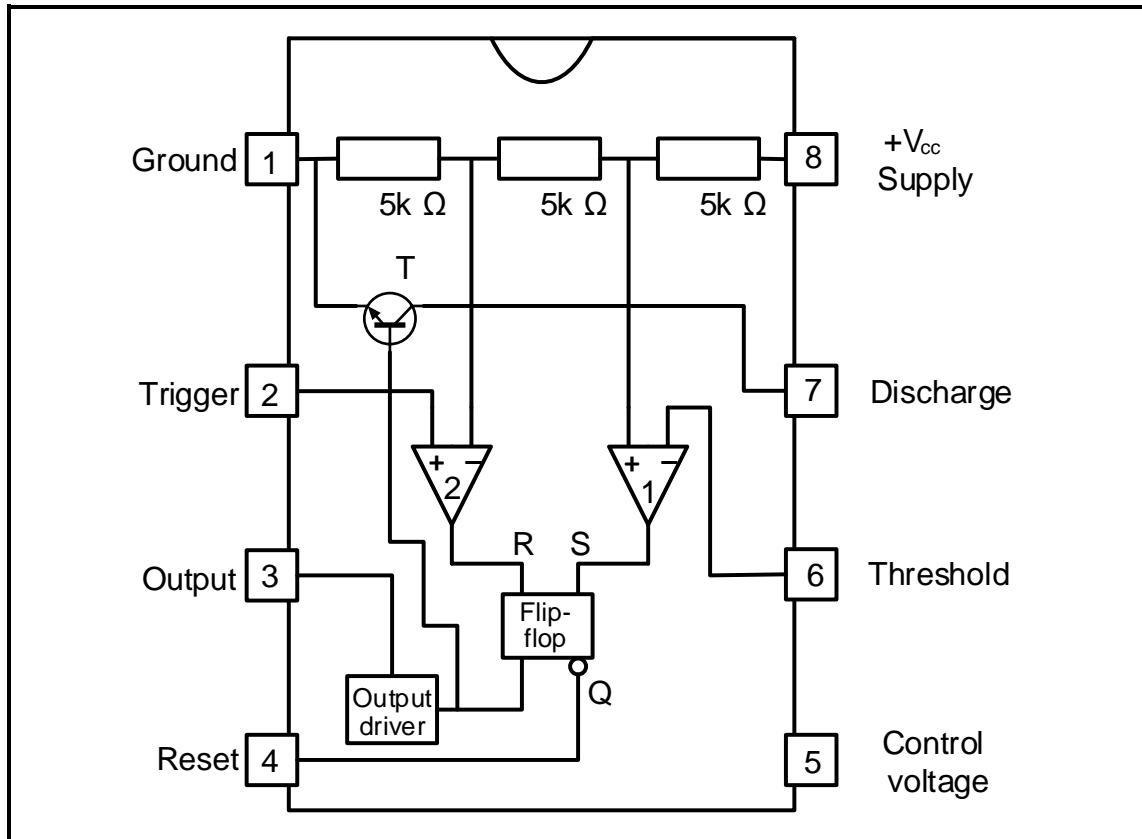 Ground
1
5k Ω
5k Ω
5k Ω
8
+Vcc
Supply
T
Trigger
2
7
Discharge
+
−
2
+
−
1
R
S
Output
3
6
Threshold
Flip-
flop
Q
Output
driver
Reset
4
5
Control
voltage